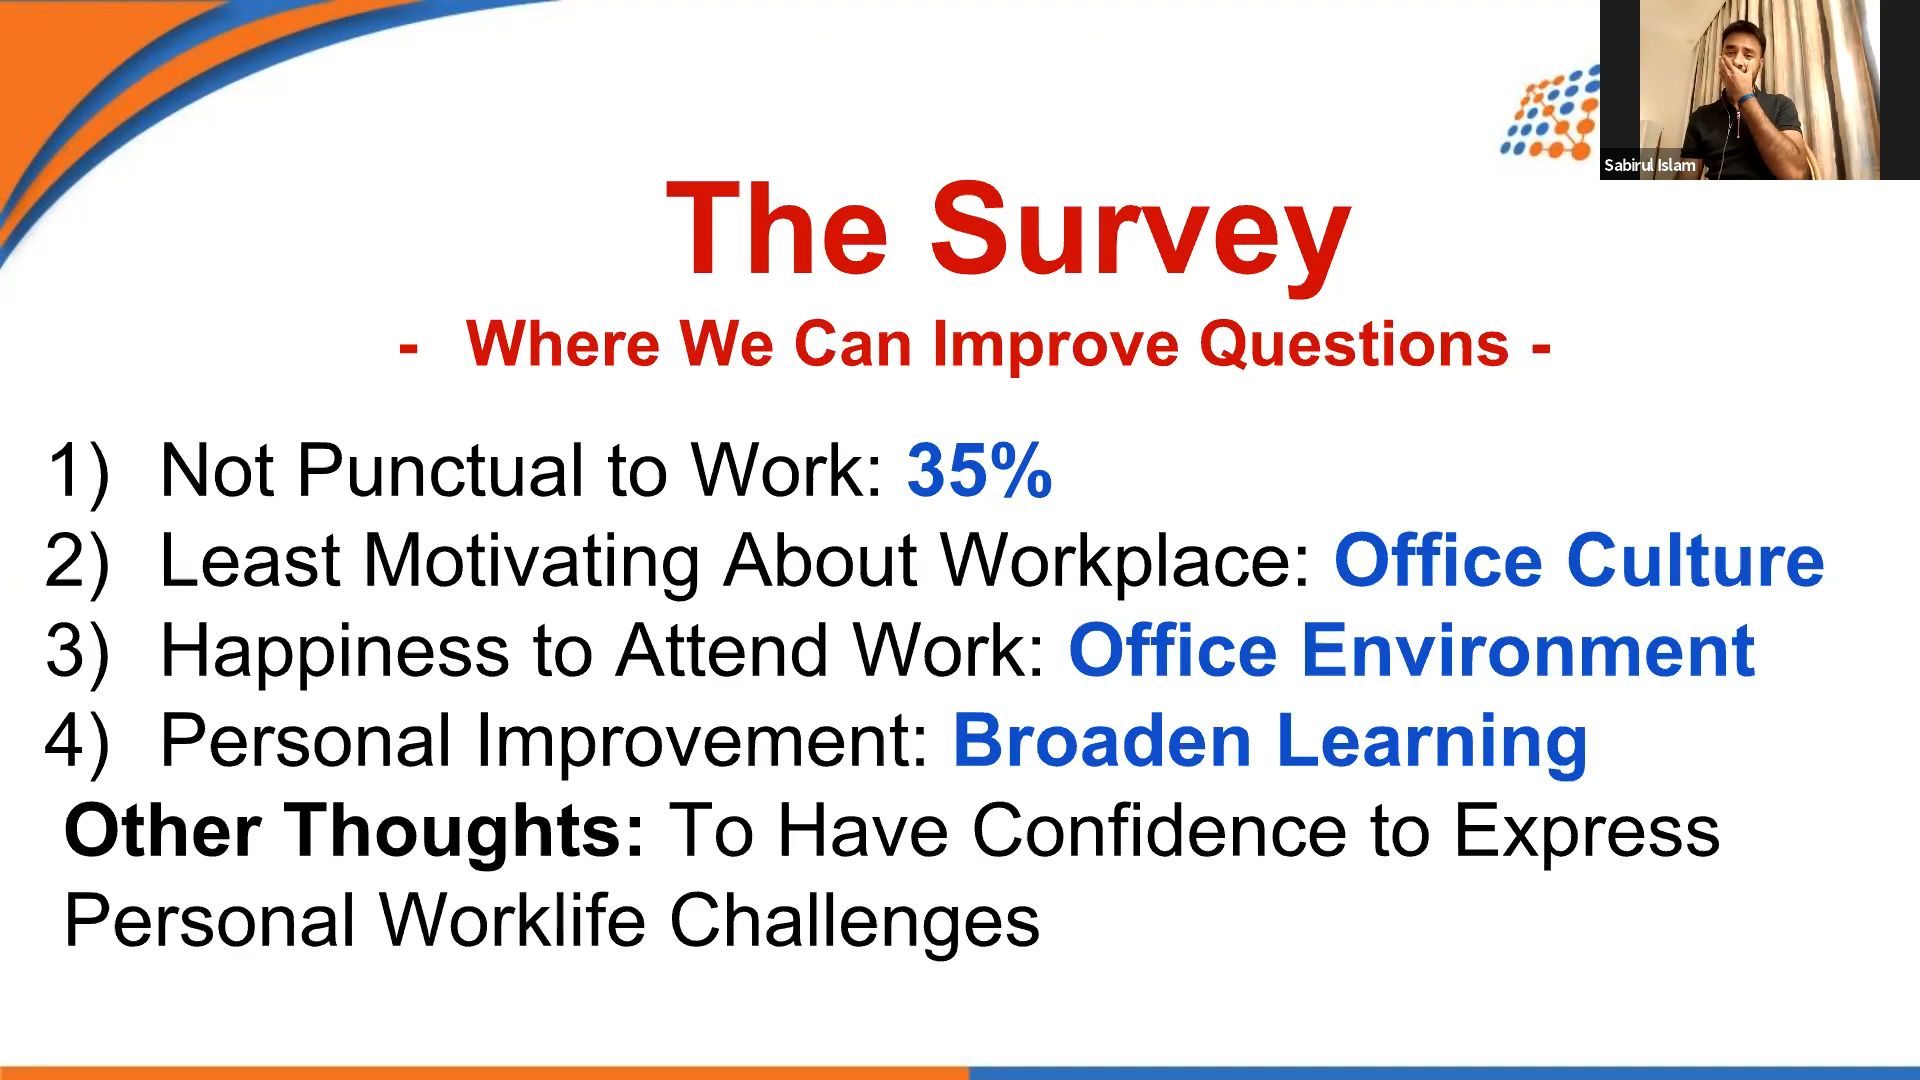 Sabirul Islam
The Survey
- Where We Can Improve Questions -
1) Not Punctual to Work: 35%
2) Least Motivating About Workplace: Office Culture
3) Happiness to Attend Work: Office Environment
4) Personal Improvement: Broaden Learning
Other Thoughts: To Have Confidence to Express
Personal Worklife Challenges